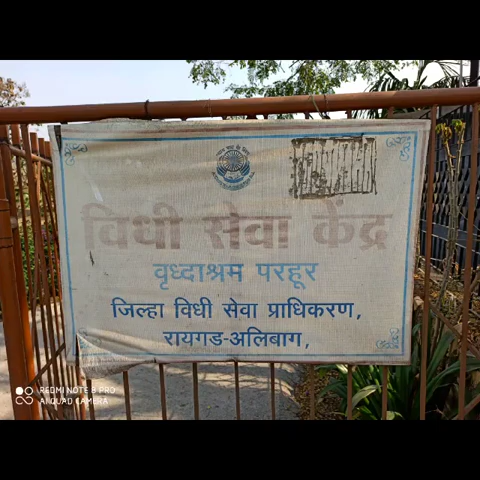 विधी सेवा केंद्र
वृध्दाश्रम परहूर
जिल्हा विधी सेवा प्राधिकरण,
रायगड-अलिबाग,
REDMI NOTE 8 PRO
AI QUAD CAMERA